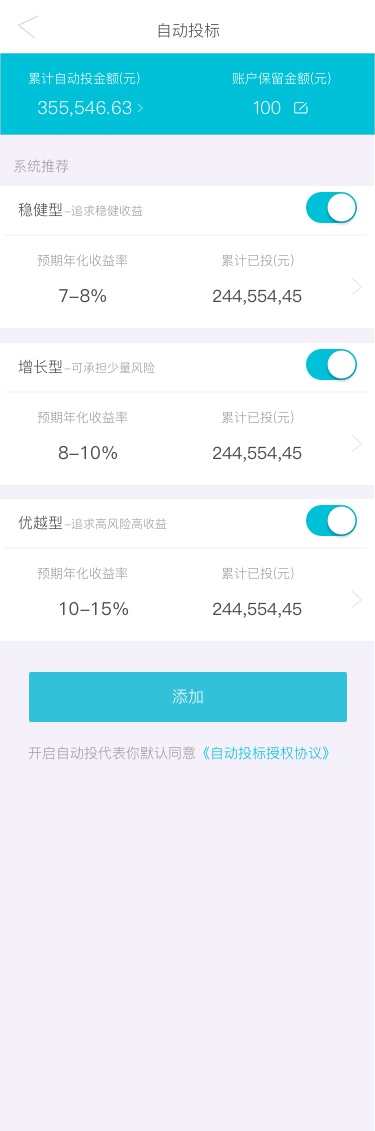 自动投标
累计自动投金额(元) 账户保留金额(元)
355,546.63 100
系统推荐
稳健型-追求稳健收益
预期年化收益率 累计已投(元)
7-8% 244,554,45
增长型-可承担少量风险
预期年化收益率 累计已投(元)
8-10% 244,554,45
优越型-追求高风险高收益
预期年化收益率 累计已投(元)
10-15% 244,554,45
添加
开启自动投代表你默认同意《自动投标授权协议》